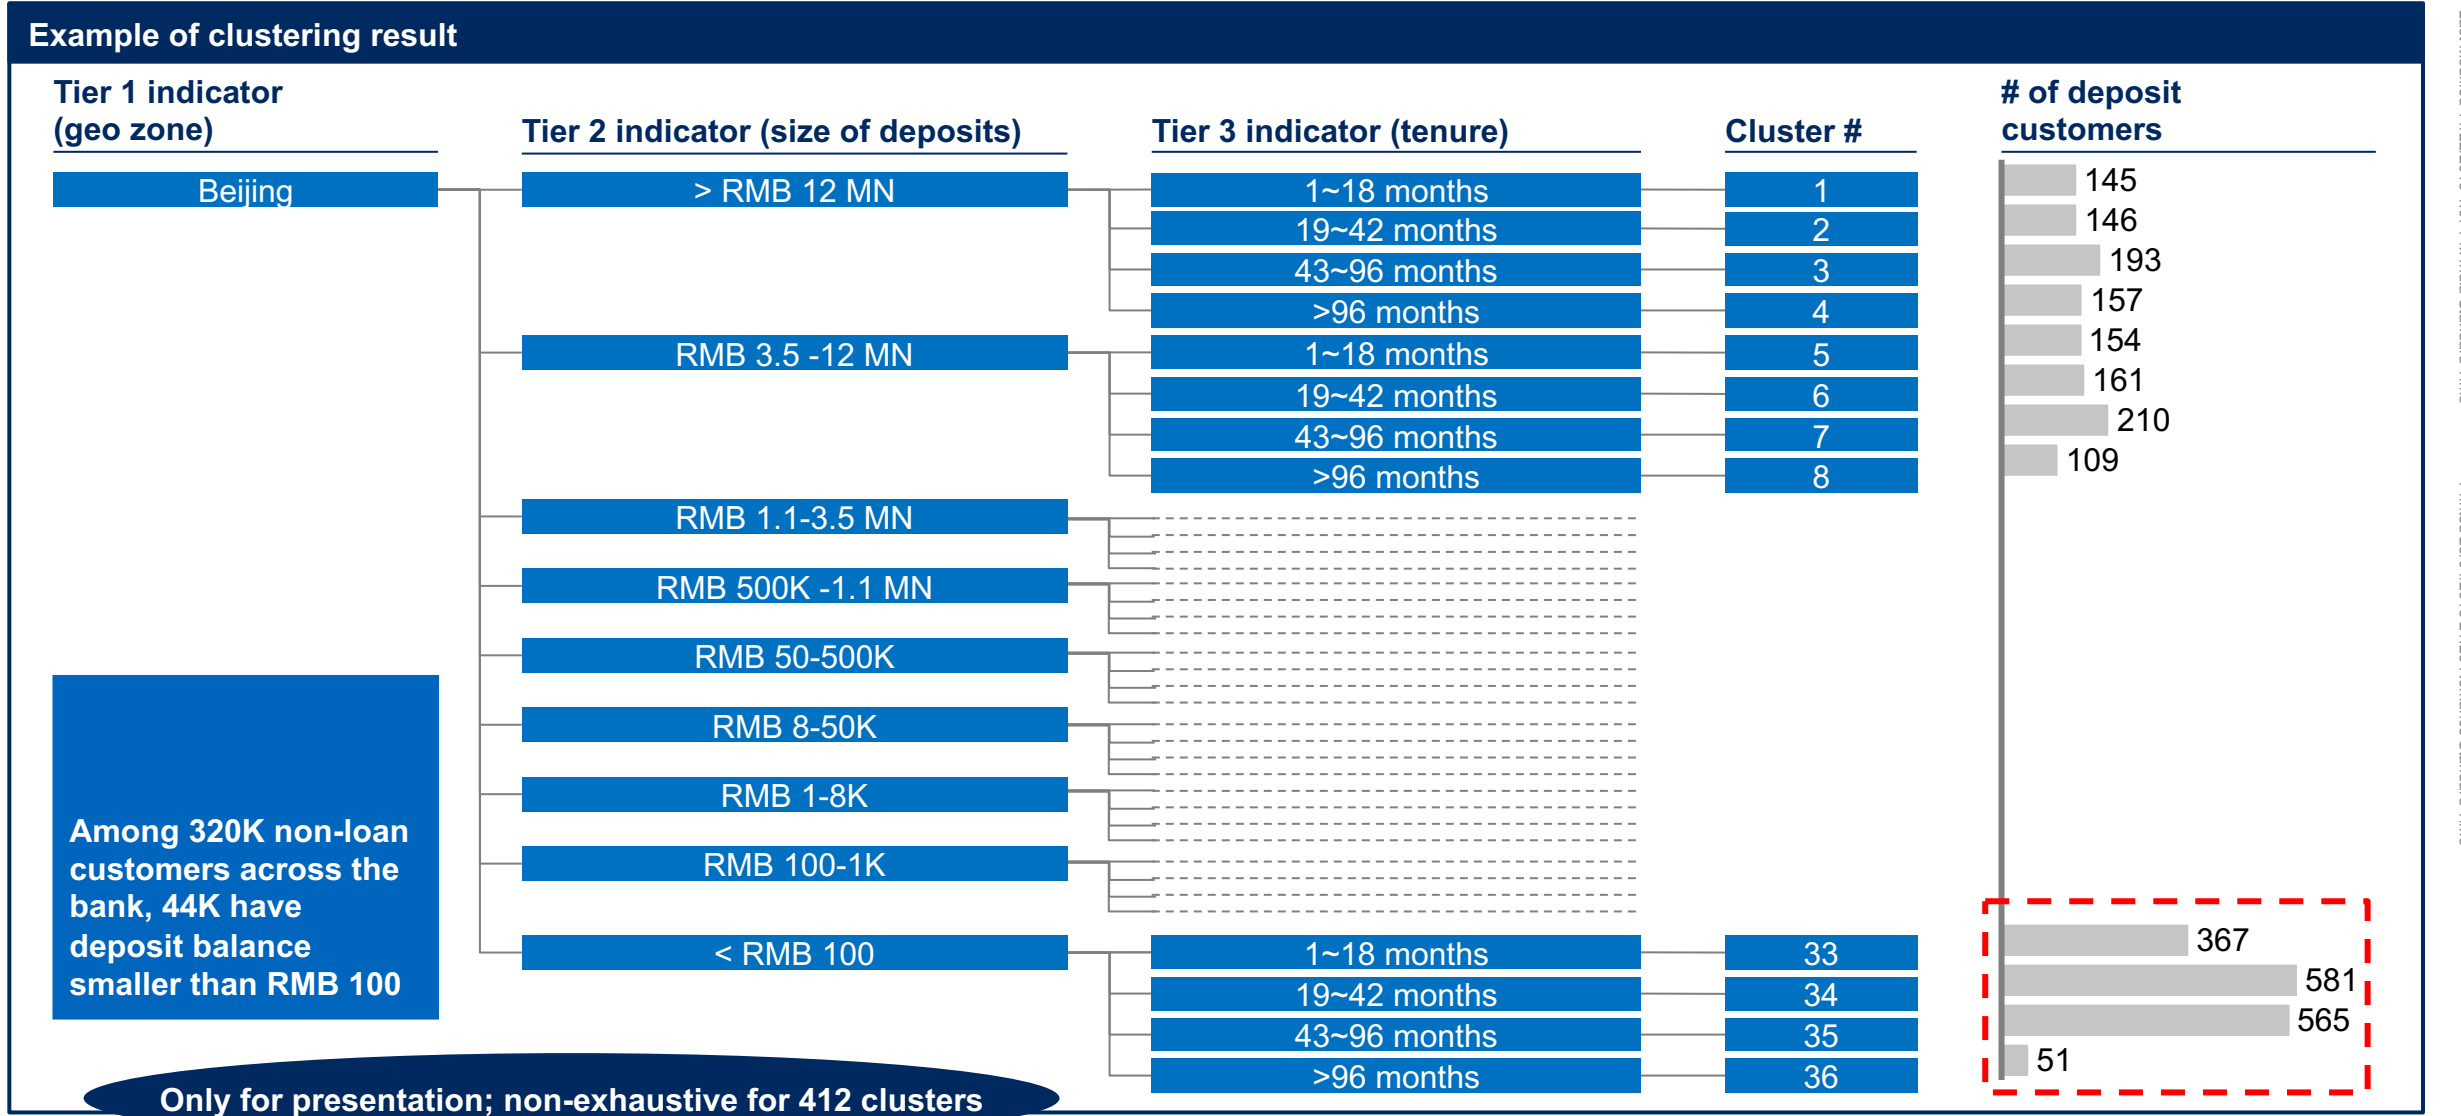 Example of clustering result
Tier 1 indicator
(geo zone)
Tier 2 indicator (size of deposits)
Tier 3 indicator (tenure)
Cluster #
# of deposit
customers
Beijing
> RMB 12 MN
1~18 months
1
145
19~42 months
2
146
43~96 months
3
193
>96 months
4
157
RMB 3.5 -12 MN
1~18 months
5
154
19~42 months
6
161
43~96 months
7
210
>96 months
8
109
RMB 1.1-3.5 MN
RMB 500K -1.1 MN
RMB 50-500K
RMB 8-50K
RMB 1-8K
RMB 100-1K
< RMB 100
1~18 months
33
367
19~42 months
34
581
43~96 months
35
565
>96 months
36
51
Among 320K non-loan
customers across the
bank, 44K have
deposit balance
smaller than RMB 100
Only for presentation; non-exhaustive for 412 clusters